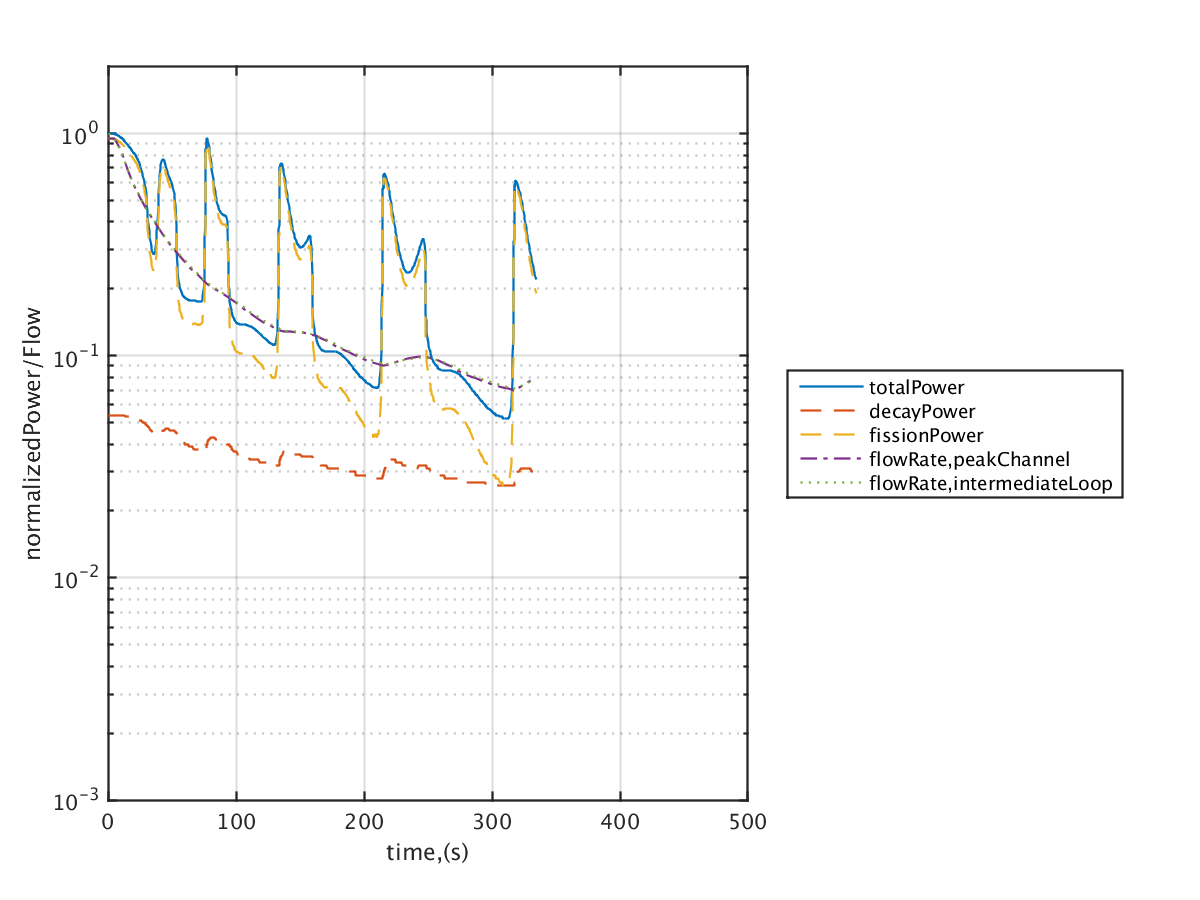 normalizedPower/Flow
10^0
10^-1
10^-2
10^-3
0 100 200 300 400 500
time,(s)
totalPower
decayPower
fissionPower
flowRate,peakChannel
flowRate,intermediateLoop